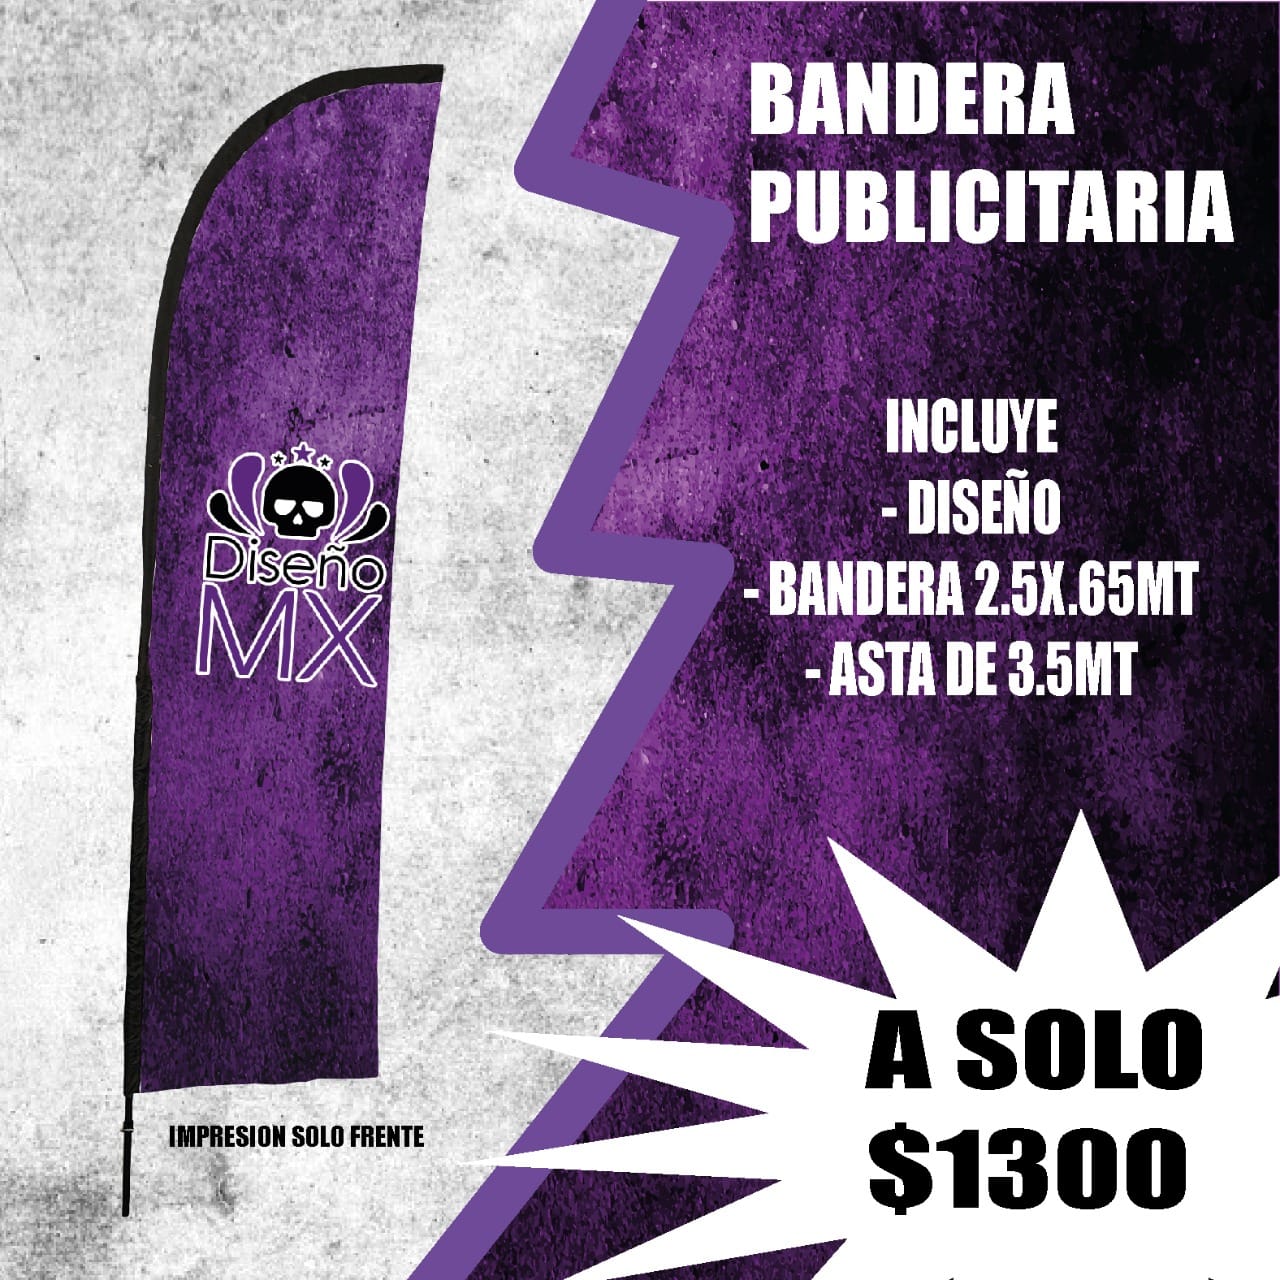 BANDERA
PUBLICITARIA
INCLUYE
- DISEÑO
- BANDERA 2.5X.65MT
- ASTA DE 3.5MT
Diseño
MX
IMPRESION SOLO FRENTE
A SOLO
$1300